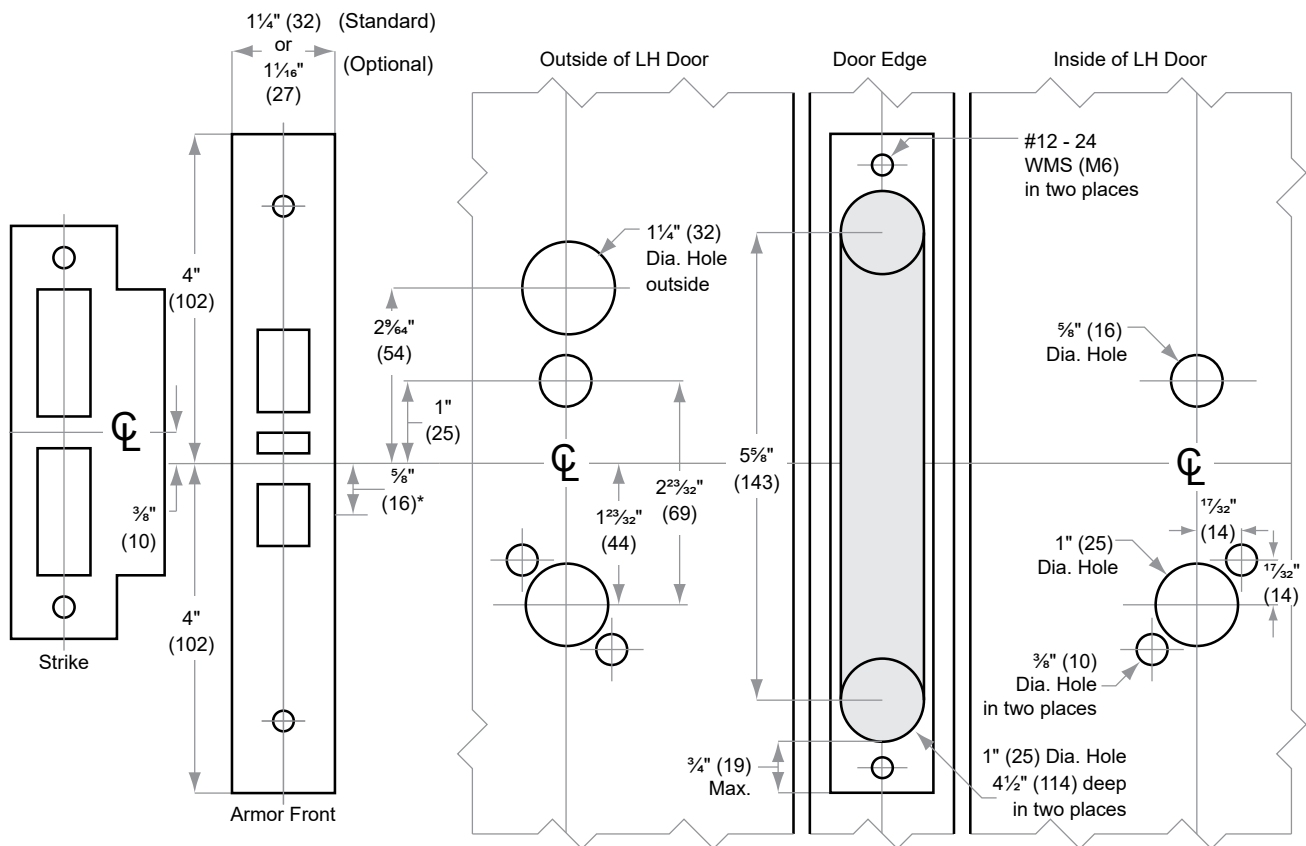 1¼" (32) (Standard)
or
1¹⁄₁₆" (Optional)
(27)
Outside of LH Door
Door Edge
Inside of LH Door
#12 - 24
WMS (M6)
in two places
1¼" (32)
Dia. Hole
outside
4"
(102)
2⁹⁄₆₄"
(54)
⅝" (16)
Dia. Hole
1"
(25)
℄
℄
℄
5⅝"
(143)
⅝"
(16)*
⅜"
(10)
2²³⁄₃₂"
(69)
1²³⁄₃₂"
(44)
¹⁷⁄₃₂"
(14)
1" (25)
Dia. Hole
¹⁷⁄₃₂"
(14)
4"
(102)
Strike
⅜" (10)
Dia. Hole
in two places
¾" (19)
Max.
1" (25) Dia. Hole
4½" (114) deep
in two places
Armor Front